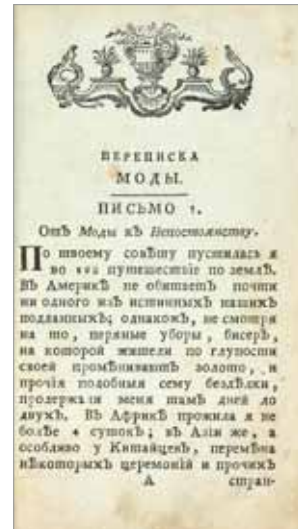 ПЕРЕПИСКА
МОДЫ.
ПИСЬМО 1.
Отъ Моды къ Непостоянству.
По твоему совѣту пустилась я
во путешествіе по землѣ.
Въ Америкѣ не обитаетъ почти
ни одного изъ истинныхъ нашихъ
подданныхъ; однакожъ, не смотря
на то, перяные уборы, бисеръ,
на которой жители по глупости
своей промѣниваютъ золото, и
прочія подобныя сему бездѣлки,
продержали меня тамъ дней до
двухъ. Въ Африкѣ прожила я не
болѣе 4 сутокъ; въ Азіи же, а
особливо у Китайцевъ, перемѣна
нѣкоторыхъ церемоній и прочихъ
А стран-